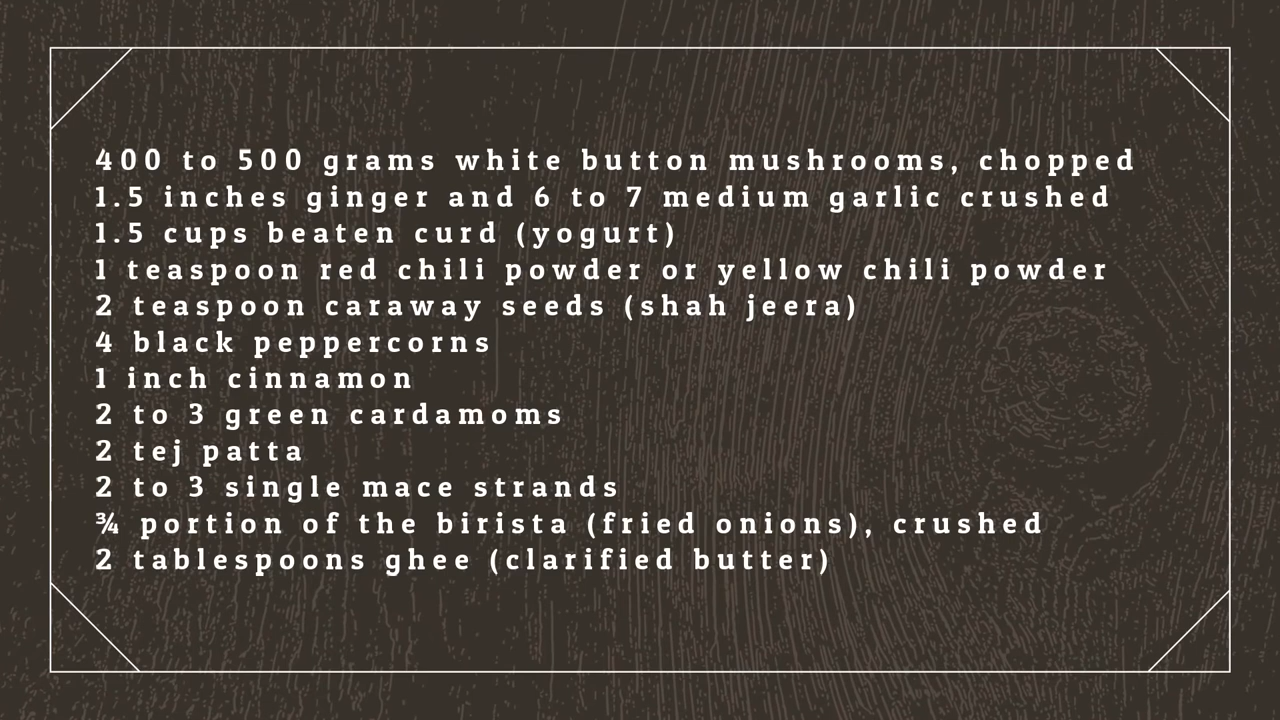 400 to 500 grams white button mushrooms, chopped
1.5 inches ginger and 6 to 7 medium garlic crushed
1.5 cups beaten curd (yogurt)
1 teaspoon red chili powder or yellow chili powder
2 teaspoon caraway seeds (shah jeera)
4 black peppercorns
1 inch cinnamon
2 to 3 green cardamoms
2 tej patta
2 to 3 single mace strands
¾ portion of the birista (fried onions), crushed
2 tablespoons ghee (clarified butter)